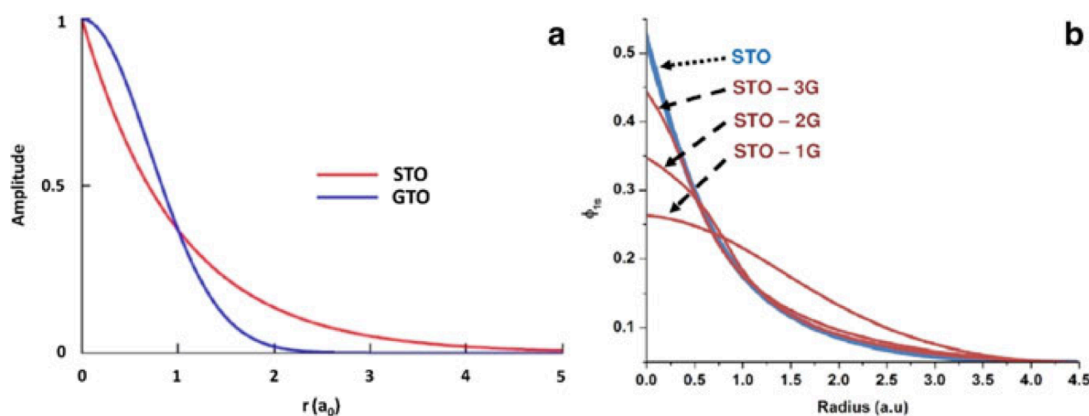 a
1
0.5
0
Amplitude
STO
GTO
0 1 2 3 4 5
r (a₀)
b
0.5
0.4
0.3
0.2
0.1
ϕ₁ₛ
STO
STO – 3G
STO – 2G
STO – 1G
0.0 0.5 1.0 1.5 2.0 2.5 3.0 3.5 4.0 4.5
Radius (a.u)